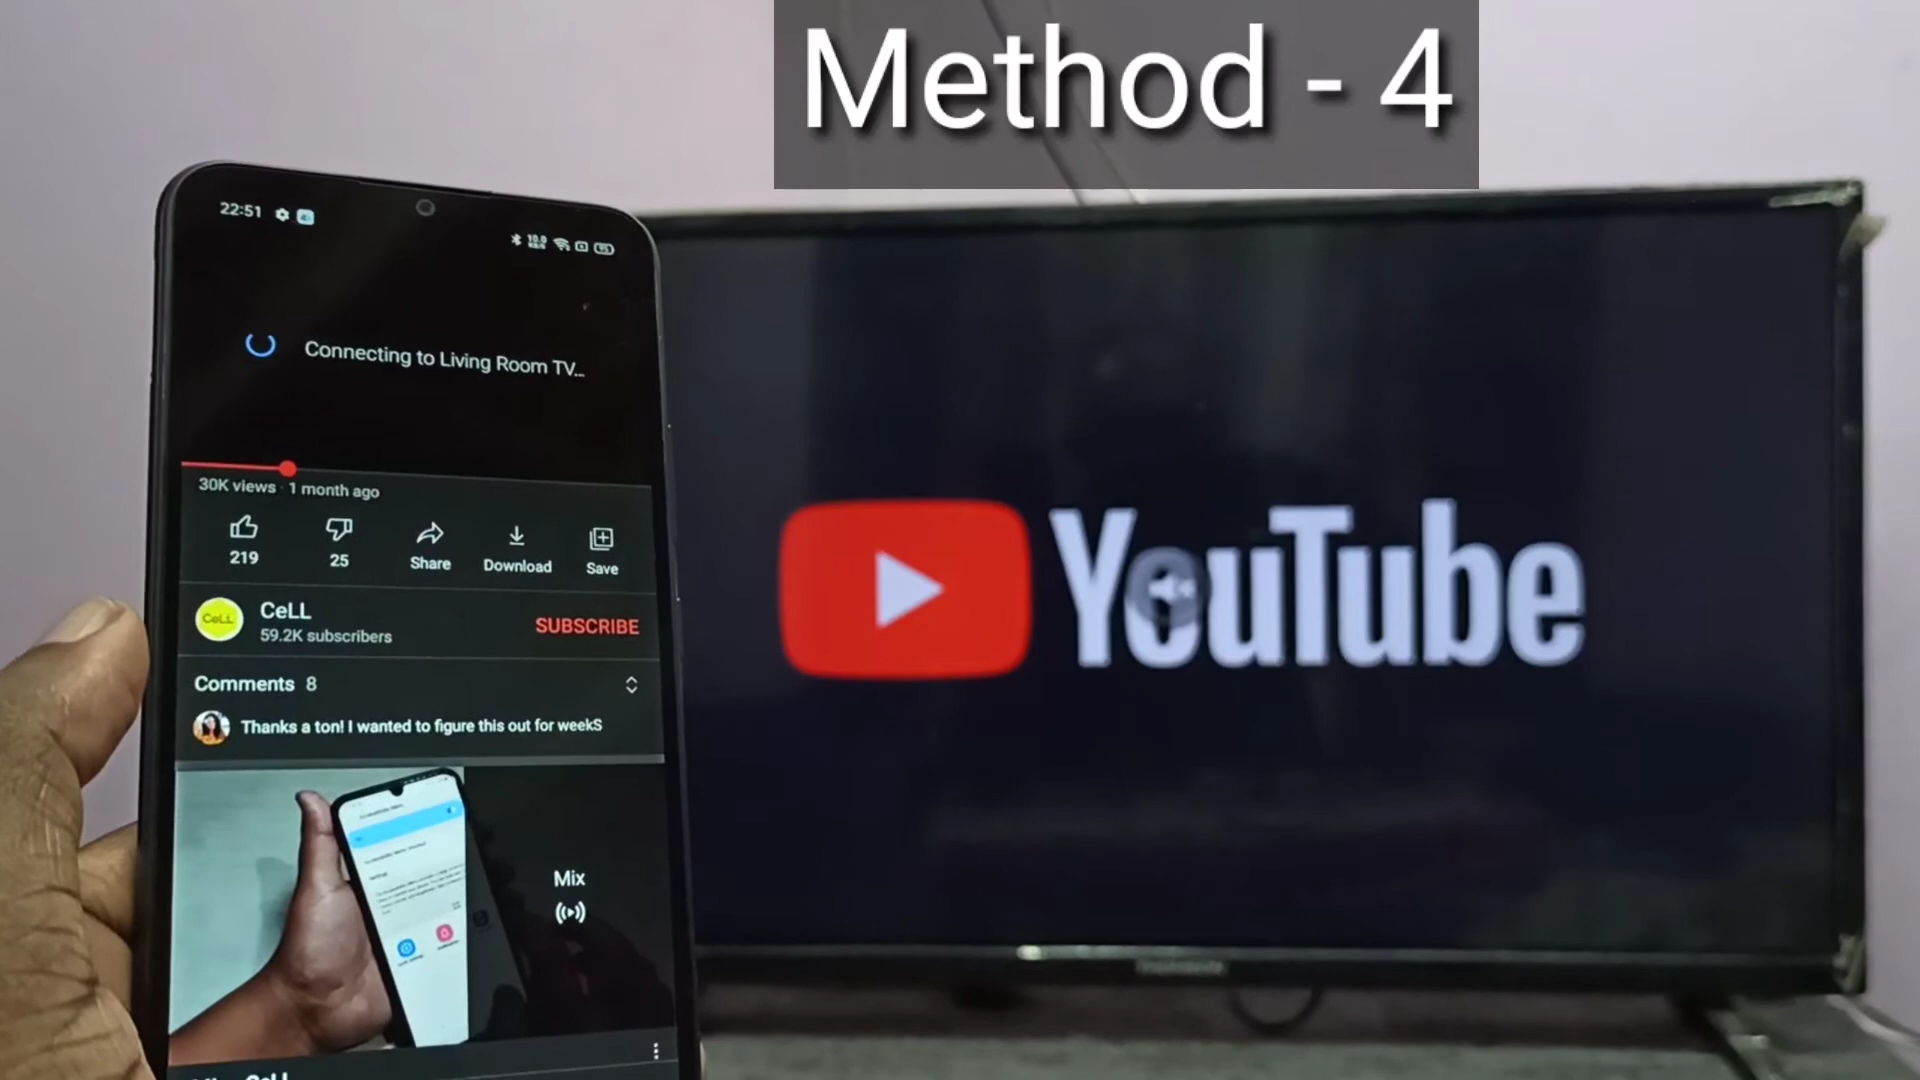 Method - 4
22:51
Connecting to Living Room TV...
30K views · 1 month ago
219
25
Share
Download
Save
CeLL
CeLL
59.2K subscribers
SUBSCRIBE
Comments 8
Thanks a ton! I wanted to figure this out for weekS
Mix
YouTube